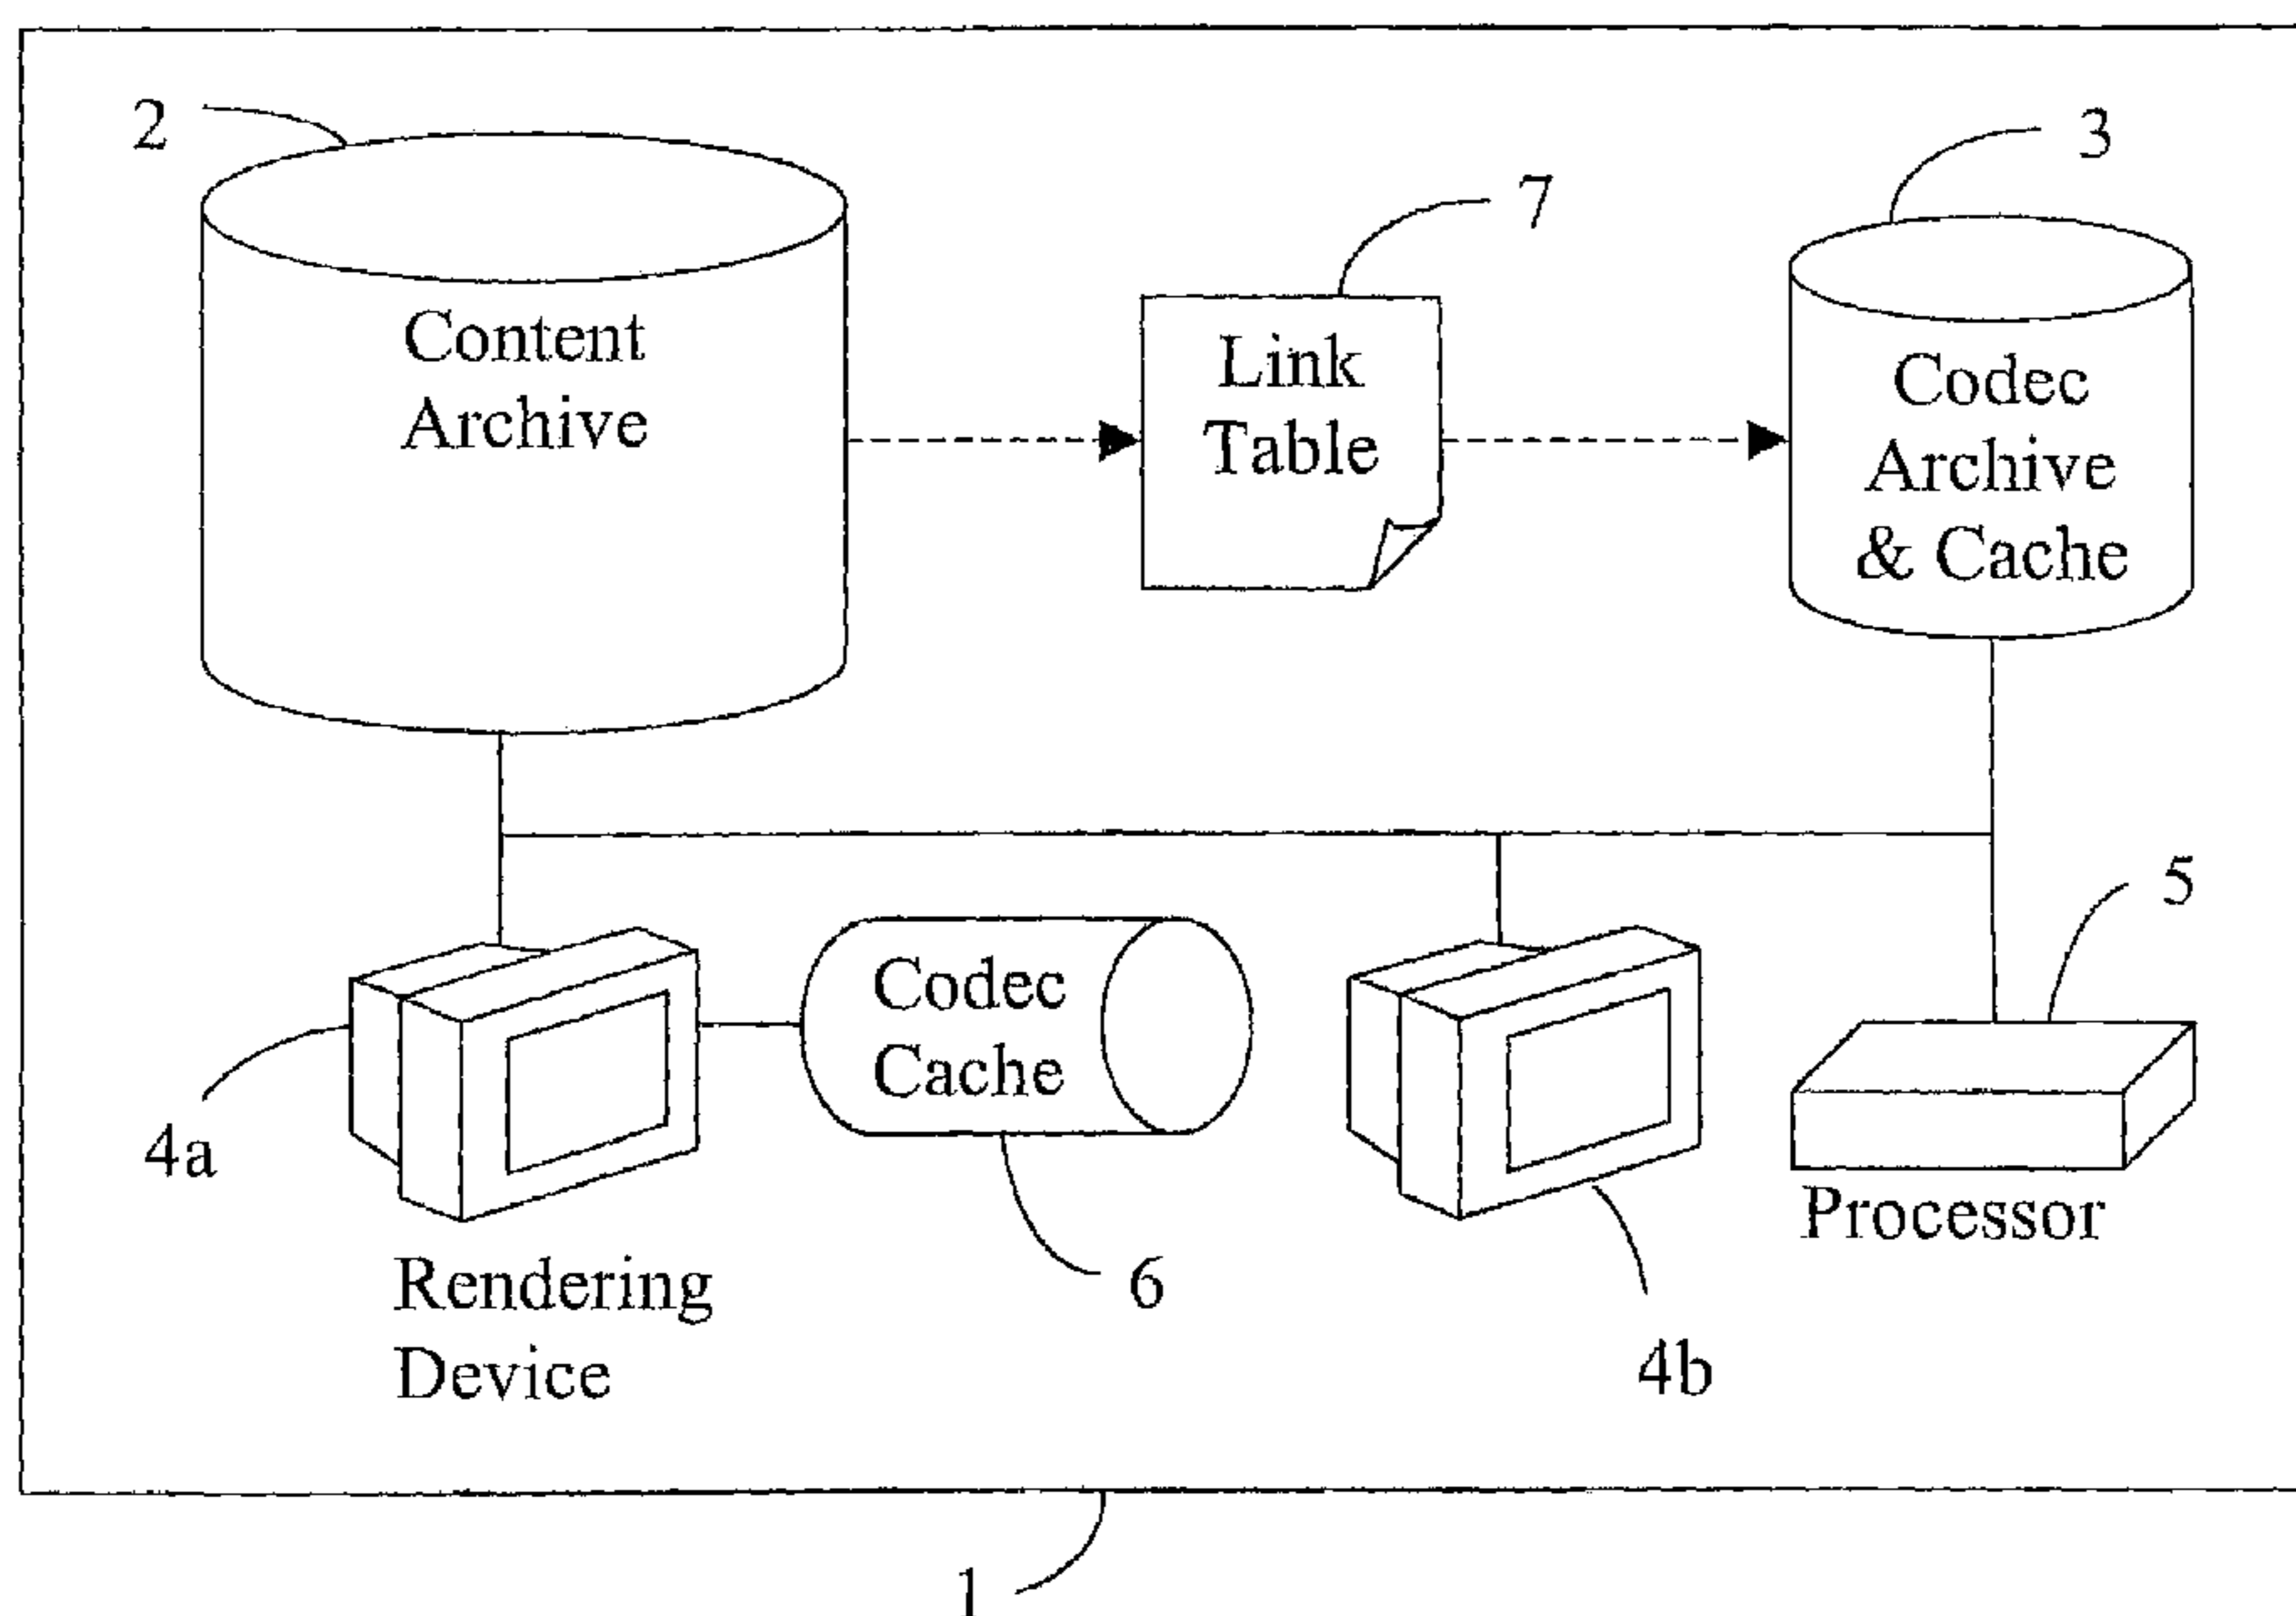 2
3
7
Content
Archive
Link
Table
Codec
Archive
& Cache
5
Codec
Cache
4a
Processor
Rendering
Device
6
4b
1